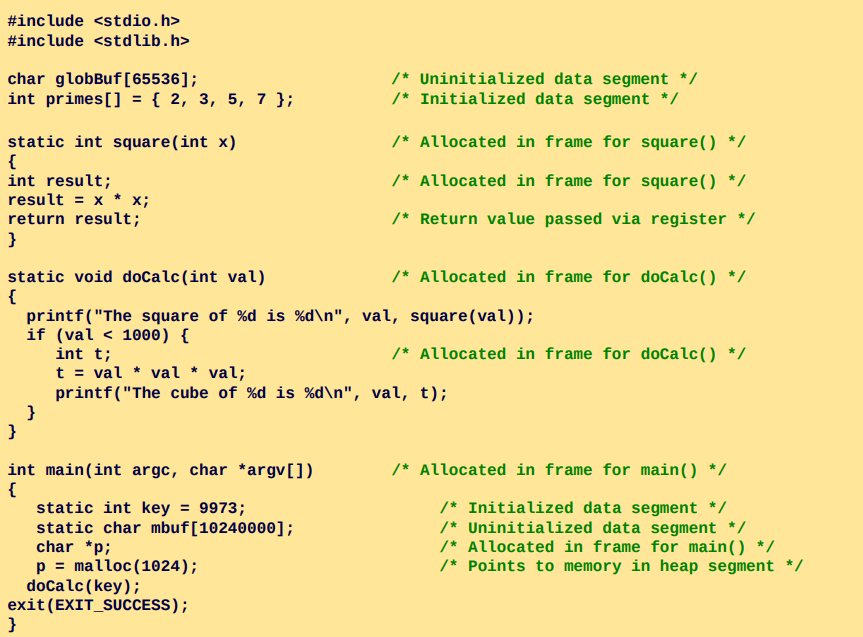 #include <stdio.h>
#include <stdlib.h>
char globBuf[65536]; /* Uninitialized data segment */
int primes[] = { 2, 3, 5, 7 }; /* Initialized data segment */
static int square(int x) /* Allocated in frame for square() */
{
int result; /* Allocated in frame for square() */
result = x * x;
return result; /* Return value passed via register */
}
static void doCalc(int val) /* Allocated in frame for doCalc() */
{
printf("The square of %d is %d\n", val, square(val));
if (val < 1000) {
int t; /* Allocated in frame for doCalc() */
t = val * val * val;
printf("The cube of %d is %d\n", val, t);
}
}
int main(int argc, char *argv[]) /* Allocated in frame for main() */
{
static int key = 9973; /* Initialized data segment */
static char mbuf[10240000]; /* Uninitialized data segment */
char *p; /* Allocated in frame for main() */
p = malloc(1024); /* Points to memory in heap segment */
doCalc(key);
exit(EXIT_SUCCESS);
}